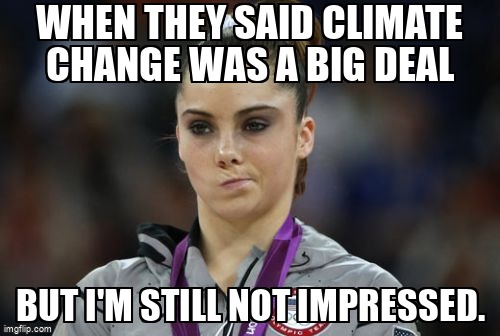 WHEN THEY SAID CLIMATE
CHANGE WAS A BIG DEAL
BUT I'M STILL NOT IMPRESSED.
imgflip.com